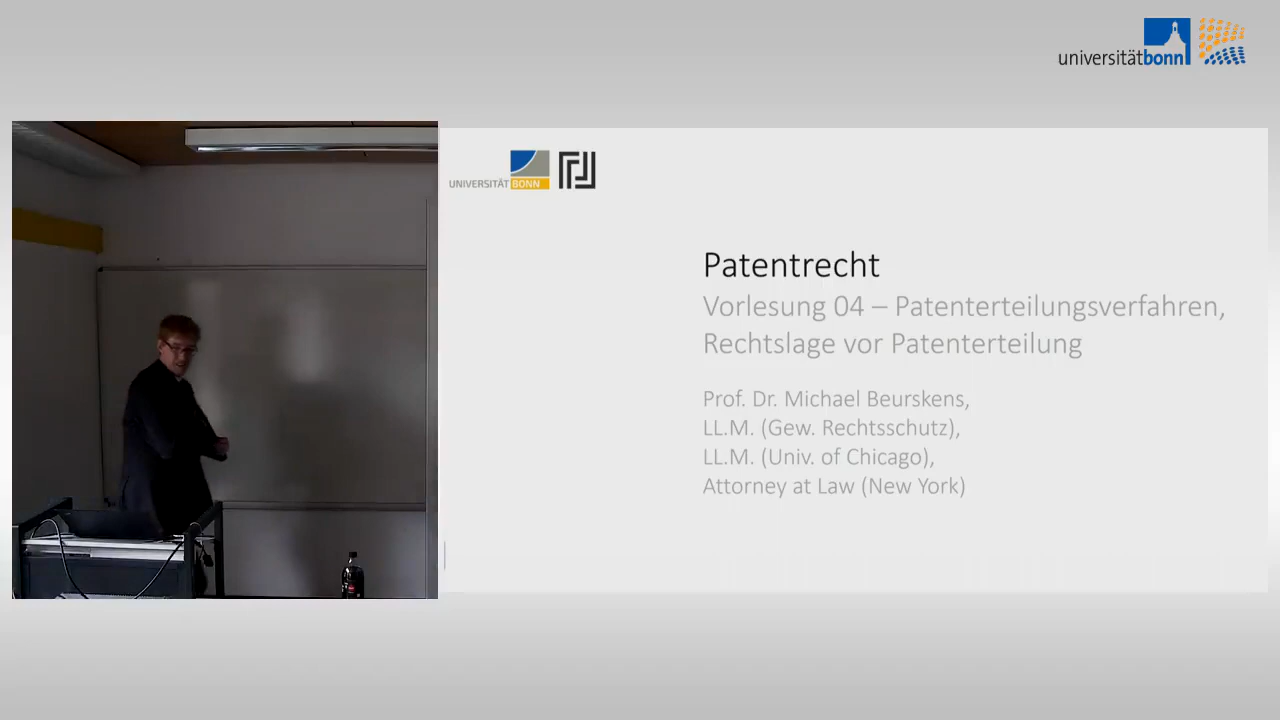 universitätbonn
UNIVERSITÄT BONN
Patentrecht
Vorlesung 04 – Patenterteilungsverfahren,
Rechtslage vor Patenterteilung
Prof. Dr. Michael Beurskens,
LL.M. (Gew. Rechtsschutz),
LL.M. (Univ. of Chicago),
Attorney at Law (New York)